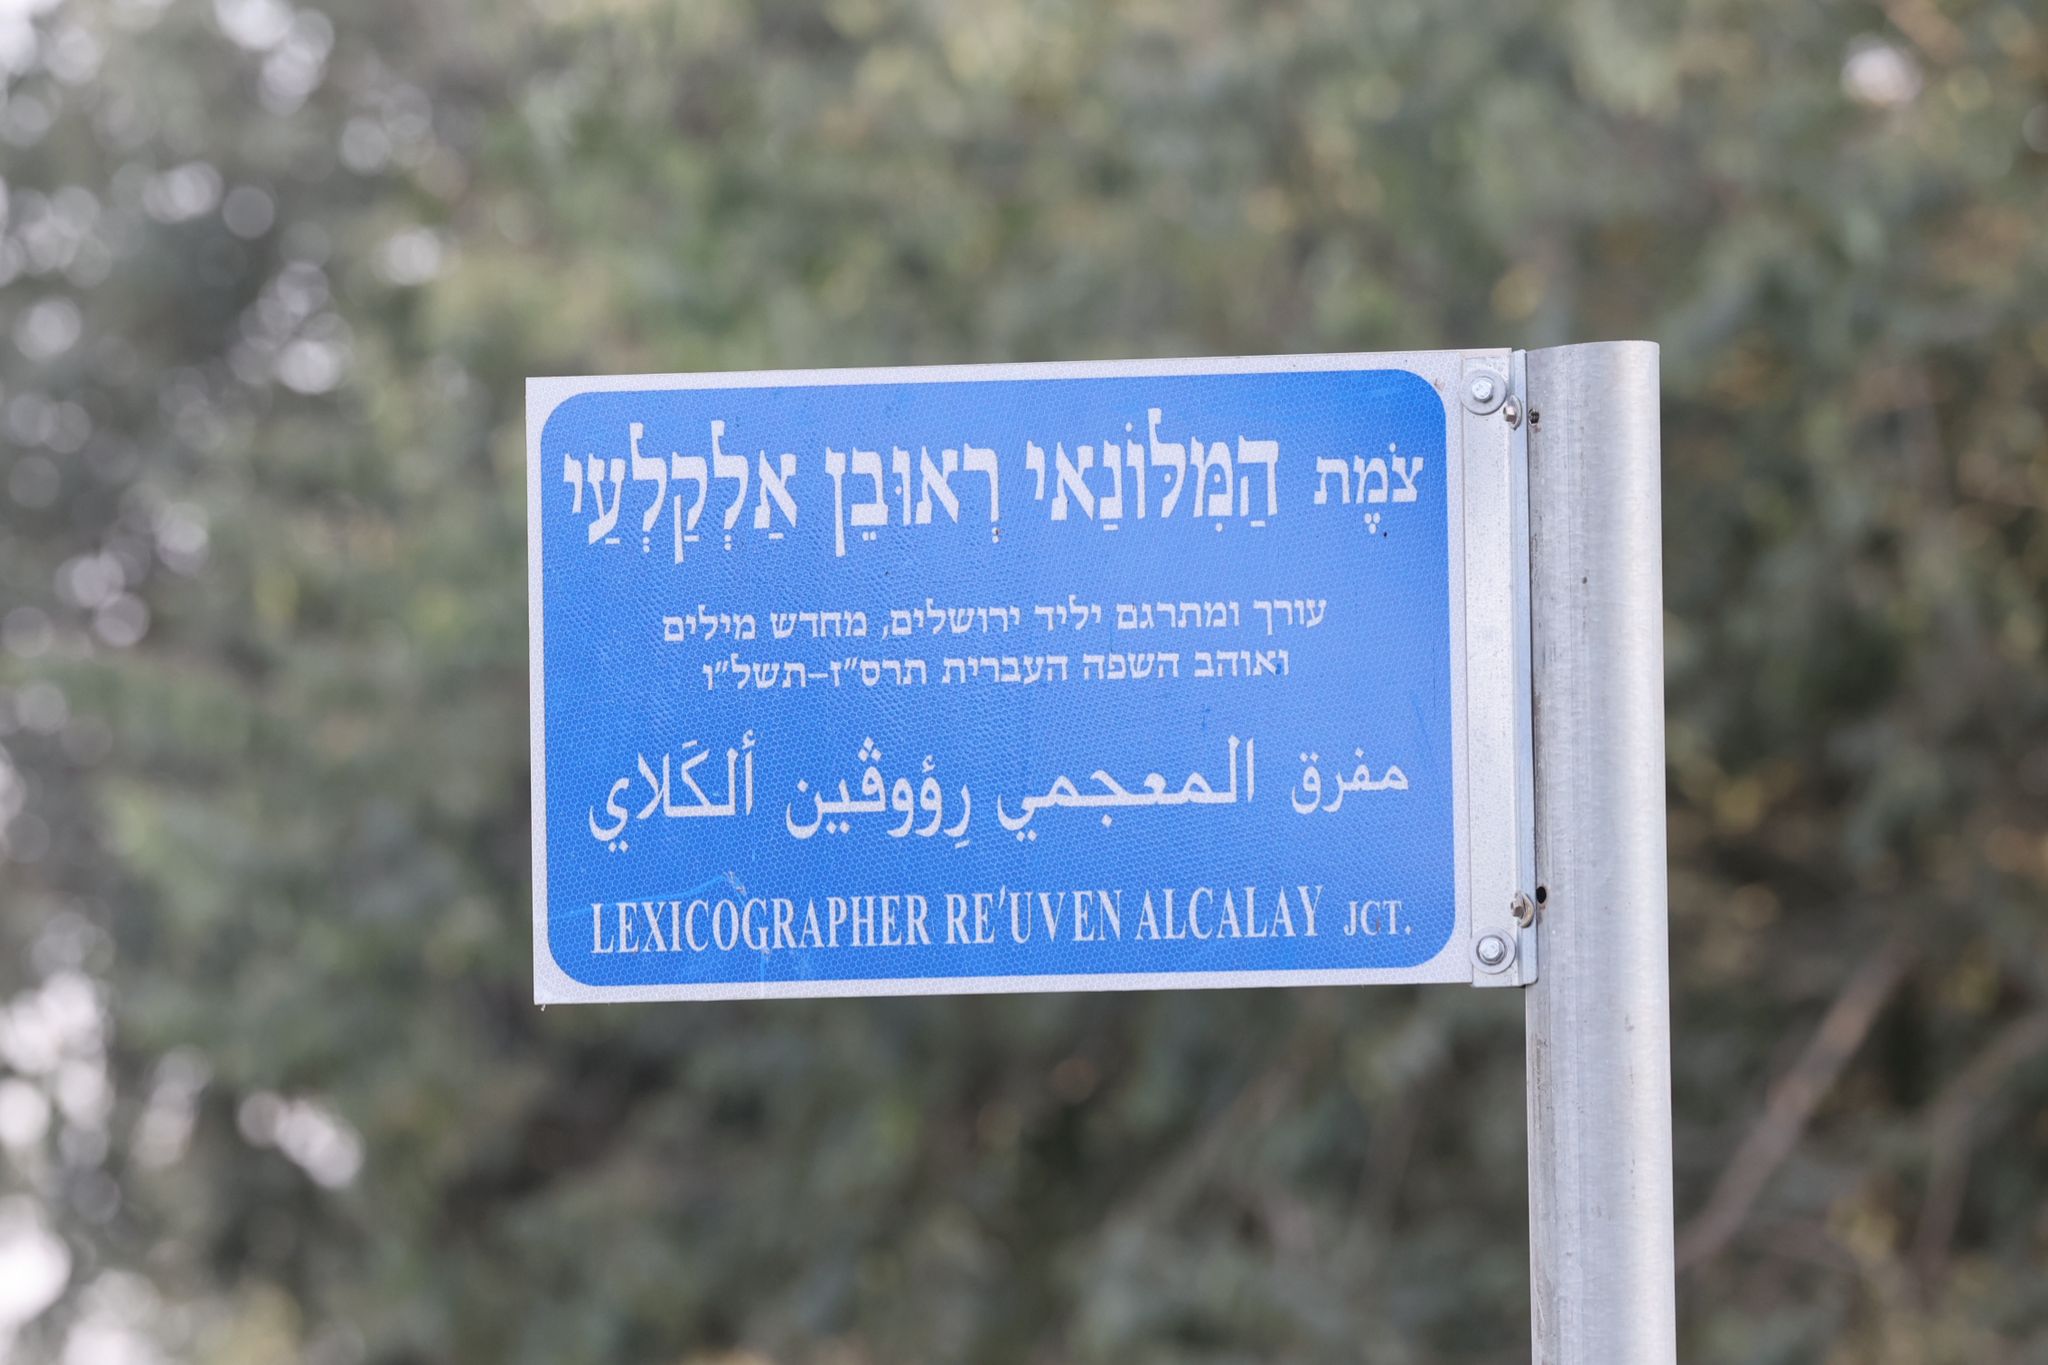 צֹמֶת הַמִּלּוֹנַאי רְאוּבֵן אַלְקַלְעַי
עורך ומתרגם יליד ירושלים, מחדש מילים
ואוהב השפה העברית תרס״ז–תשל״ו
مفرق المعجمي رِؤوڤين ألكَلاي
LEXICOGRAPHER RE'UVEN ALCALAY JCT.